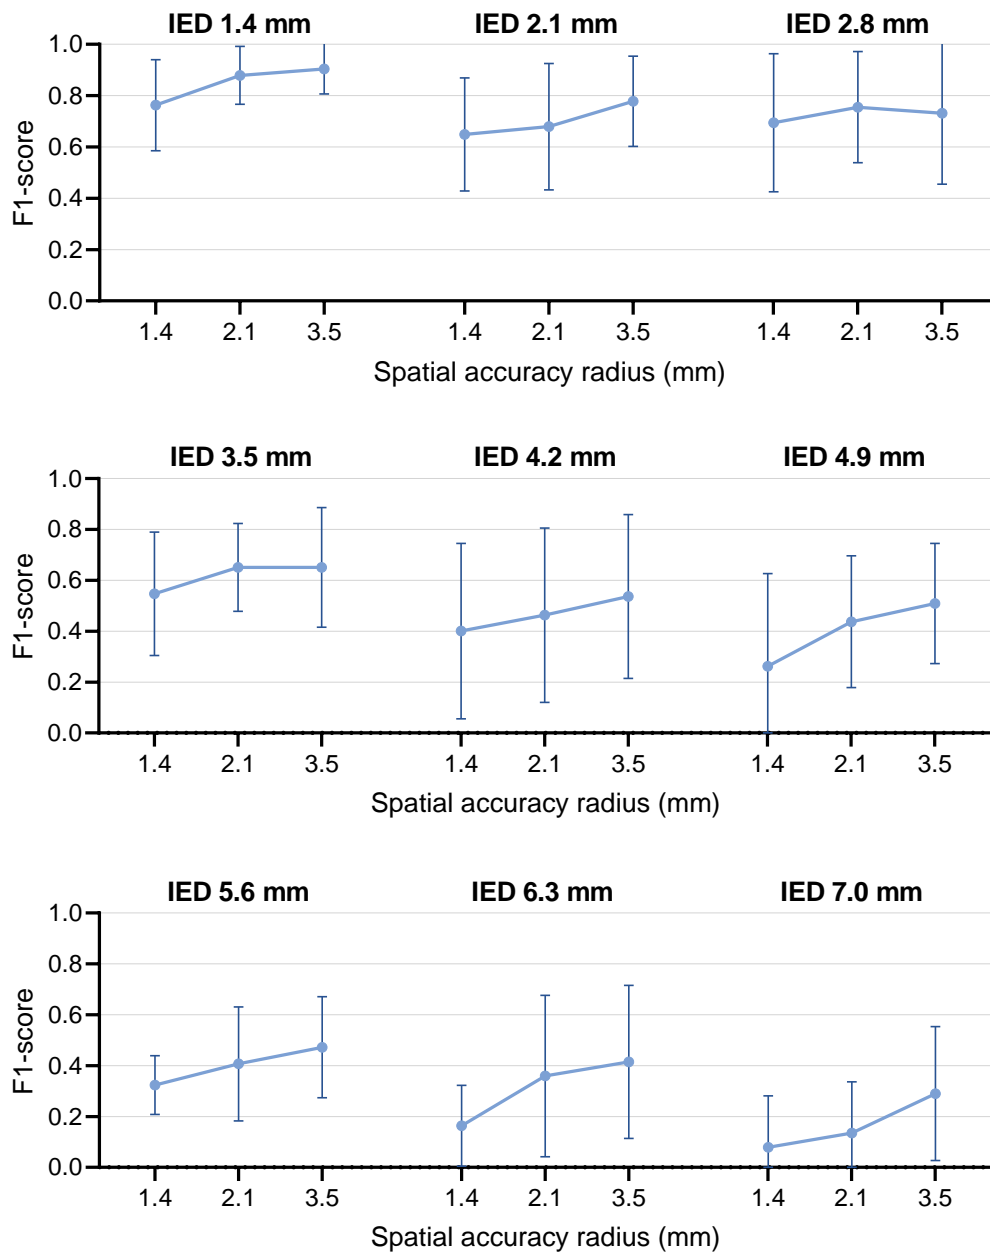 IED 1.4 mm IED 2.1 mm IED 2.8 mm
1.0
0.8
0.6
0.4
0.2
0.0
F1-score
1.4 2.1 3.5 1.4 2.1 3.5 1.4 2.1 3.5
Spatial accuracy radius (mm)
IED 3.5 mm IED 4.2 mm IED 4.9 mm
1.0
0.8
0.6
0.4
0.2
0.0
F1-score
1.4 2.1 3.5 1.4 2.1 3.5 1.4 2.1 3.5
Spatial accuracy radius (mm)
IED 5.6 mm IED 6.3 mm IED 7.0 mm
1.0
0.8
0.6
0.4
0.2
0.0
F1-score
1.4 2.1 3.5 1.4 2.1 3.5 1.4 2.1 3.5
Spatial accuracy radius (mm)